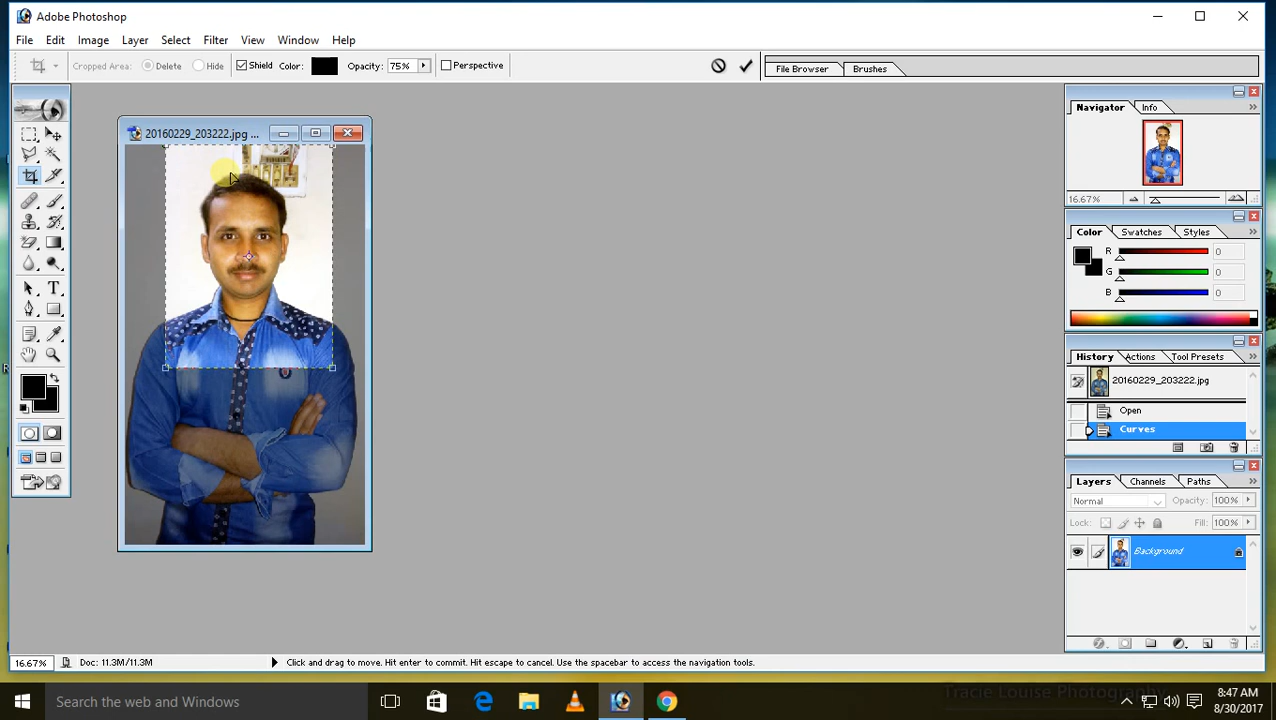 Adobe Photoshop
File Edit Image Layer Select Filter View Window Help
Cropped Area: Delete Hide Shield Color: Opacity: 75% Perspective File Browser Brushes
20160229_203222.jpg ...
Navigator Info
16.67%
Color Swatches Styles
R 0
G 0
B 0
History Actions Tool Presets
20160229_203222.jpg
Open
Curves
Layers Channels Paths
Normal Opacity: 100%
Lock: Fill: 100%
Background
16.67% Doc: 11.3M/11.3M Click and drag to move. Hit enter to commit. Hit escape to cancel. Use the spacebar to access the navigation tools.
Tracie Louise Photography
Search the web and Windows
8:47 AM
8/30/2017